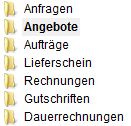 Anfragen
Angebote
Aufträge
Lieferschein
Rechnungen
Gutschriften
Dauerrechnungen